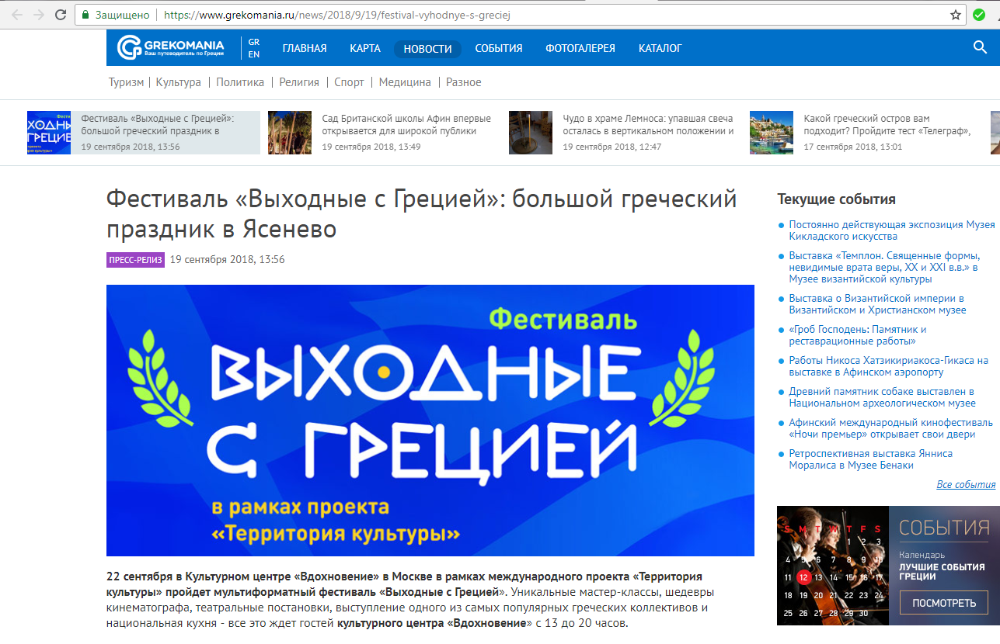 Защищено
https://www.grekomania.ru/news/2018/9/19/festival-vyhodnye-s-greciej
GREKOMANIA
Ваш путеводитель по Греции
GR
EN
ГЛАВНАЯ
КАРТА
НОВОСТИ
СОБЫТИЯ
ФОТОГАЛЕРЕЯ
КАТАЛОГ
Туризм | Культура | Политика | Религия | Спорт | Медицина | Разное
Фестиваль «Выходные с Грецией»:
большой греческий праздник в
19 сентября 2018, 13:56
Сад Британской школы Афин впервые
открывается для широкой публики
19 сентября 2018, 13:49
Чудо в храме Лемноса: упавшая свеча
осталась в вертикальном положении и
19 сентября 2018, 12:47
Какой греческий остров вам
подходит? Пройдите тест «Телеграф»,
17 сентября 2018, 13:01
Фестиваль «Выходные с Грецией»: большой греческий
праздник в Ясенево
ПРЕСС-РЕЛИЗ 19 сентября 2018, 13:56
Фестиваль
ВЫХОДНЫЕ
С ГРЕЦИЕЙ
в рамках проекта
«Территория культуры»
22 сентября в Культурном центре «Вдохновение» в Москве в рамках международного проекта «Территория
культуры» пройдет мультиформатный фестиваль «Выходные с Грецией». Уникальные мастер-классы, шедевры
кинематографа, театральные постановки, выступление одного из самых популярных греческих коллективов и
национальная кухня - все это ждет гостей культурного центра «Вдохновение» с 13 до 20 часов.
Текущие события
Постоянно действующая экспозиция Музея
Кикладского искусства
Выставка «Темплон. Священные формы,
невидимые врата веры, XX и XXI в.в.» в
Музее византийской культуры
Выставка о Византийской империи в
Византийском и Христианском музее
«Гроб Господень: Памятник и
реставрационные работы»
Работы Никоса Хатзикириакоса-Гикаса на
выставке в Афинском аэропорту
Древний памятник собаке выставлен в
Национальном археологическом музее
Афинский международный кинофестиваль
«Ночи премьер» открывает свои двери
Ретроспективная выставка Янниса
Моралиса в Музее Бенаки
Все события
S M T W T F S
1 2 3
4 5 6 7 8 9 10
11 12 13 14 15 16 17
18 19 20 21 22 23 24
25 26 27 28 29 30
СОБЫТИЯ
Календарь
ЛУЧШИЕ СОБЫТИЯ
ГРЕЦИИ
ПОСМОТРЕТЬ